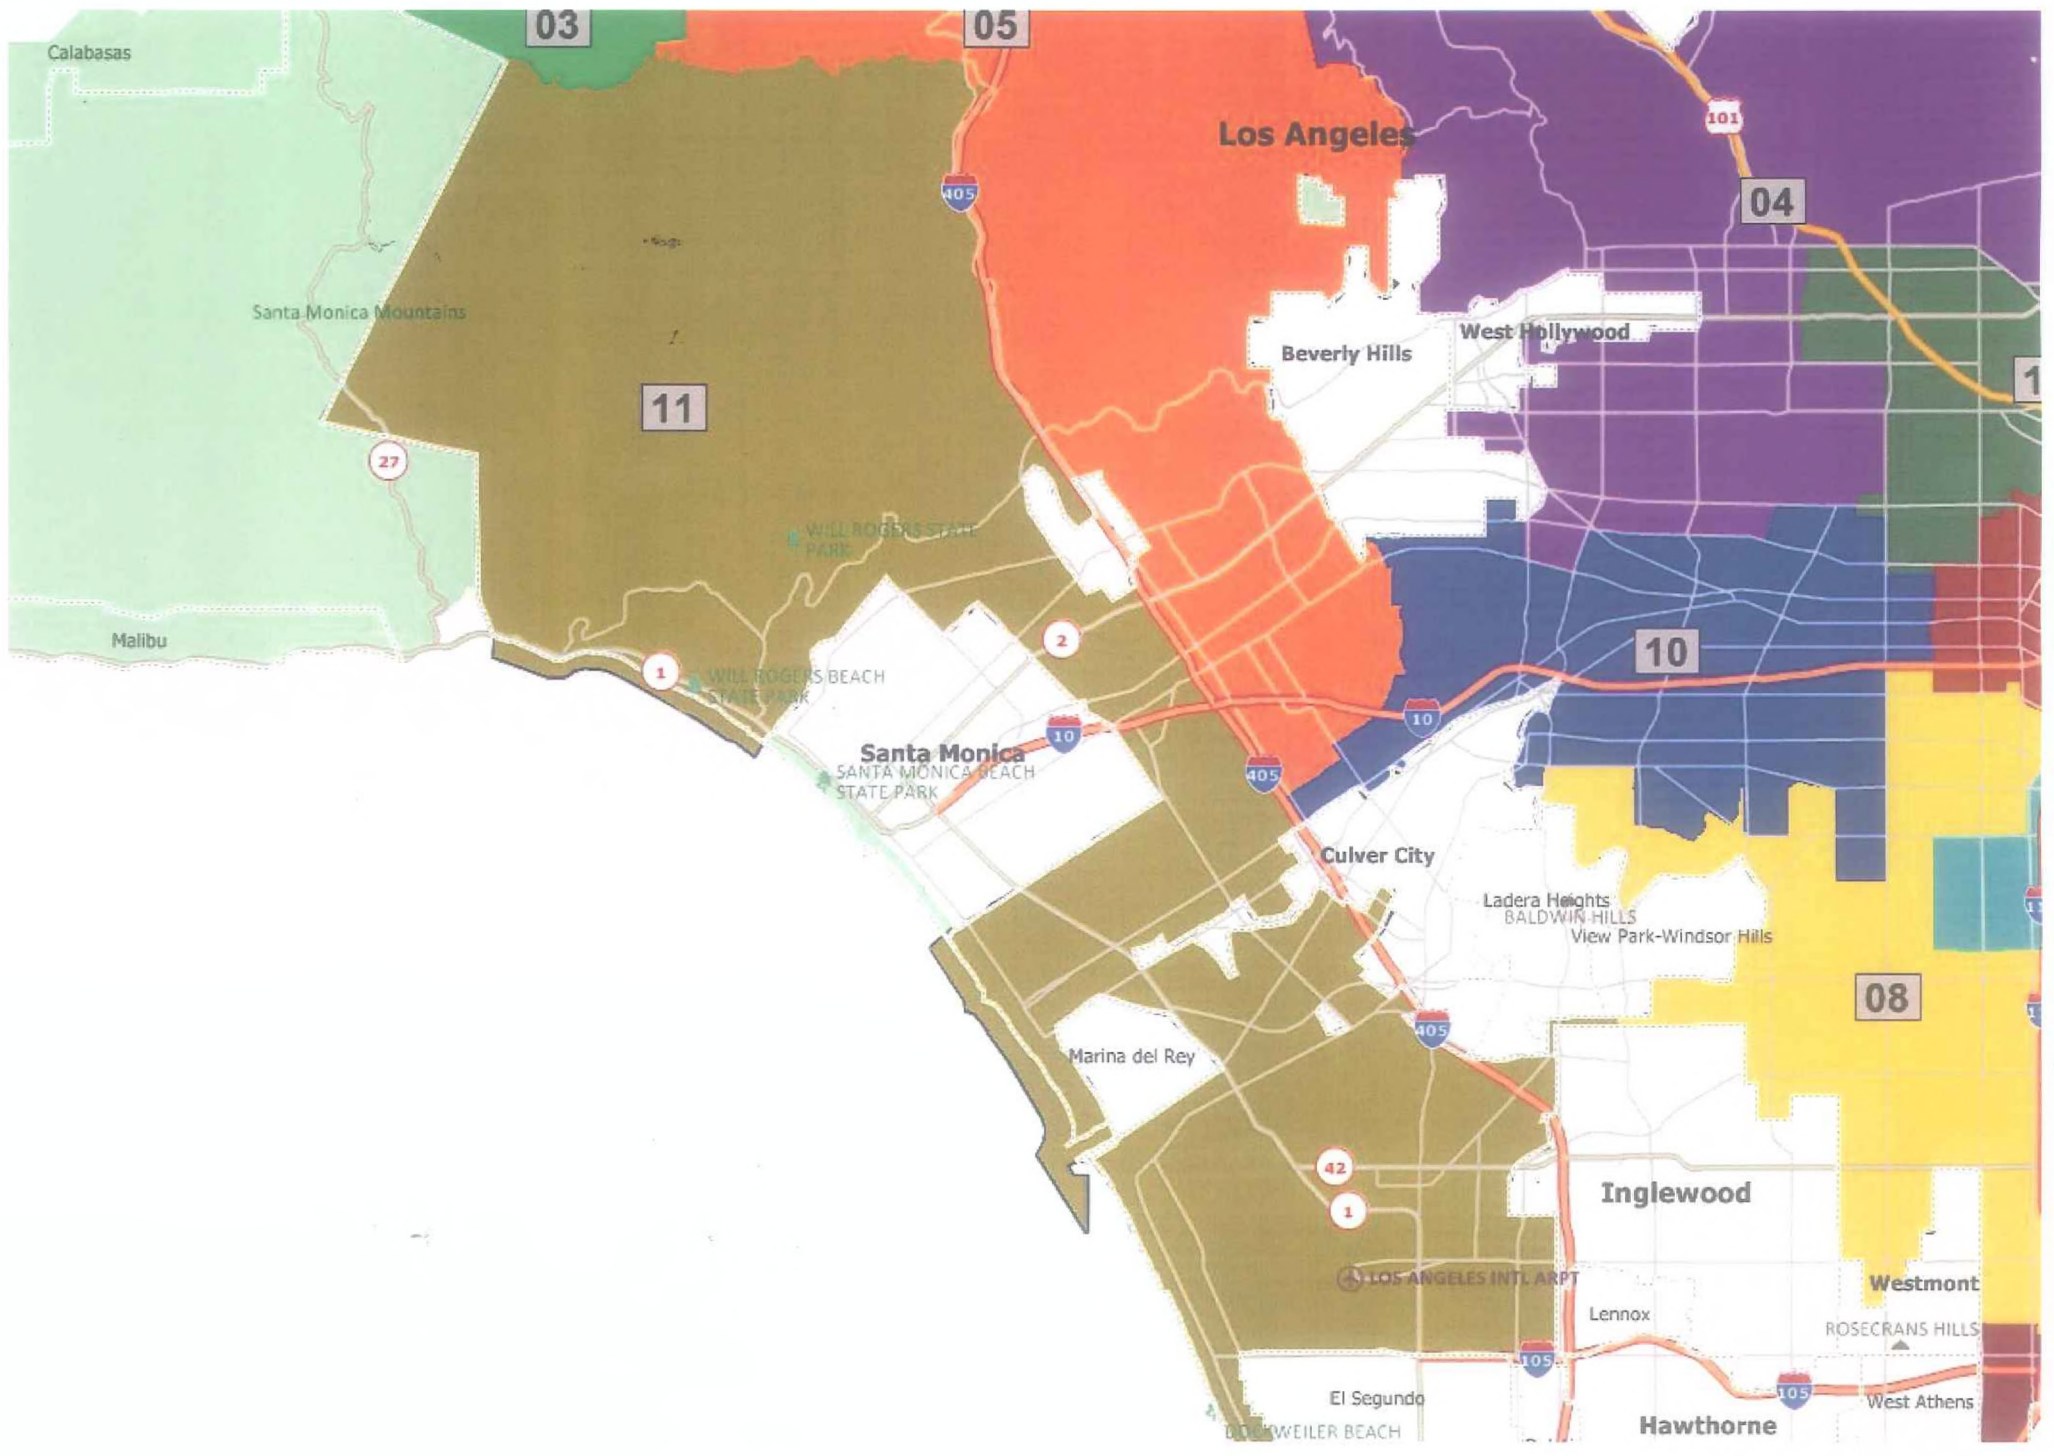 03
05
Calabasas
Los Angeles
101
405
04
Santa Monica Mountains
West Hollywood
Beverly Hills
1
11
27
WILL ROGERS STATE
PARK
2
10
Malibu
1
WILL ROGERS BEACH
STATE PARK
10
10
Santa Monica
SANTA MONICA BEACH
STATE PARK
405
Culver City
Ladera Heights
BALDWIN HILLS
View Park-Windsor Hills
08
405
Marina del Rey
42
Inglewood
1
LOS ANGELES INTL ARPT
Westmont
Lennox
ROSECRANS HILLS
105
El Segundo
105
West Athens
DOCKWEILER BEACH
Hawthorne